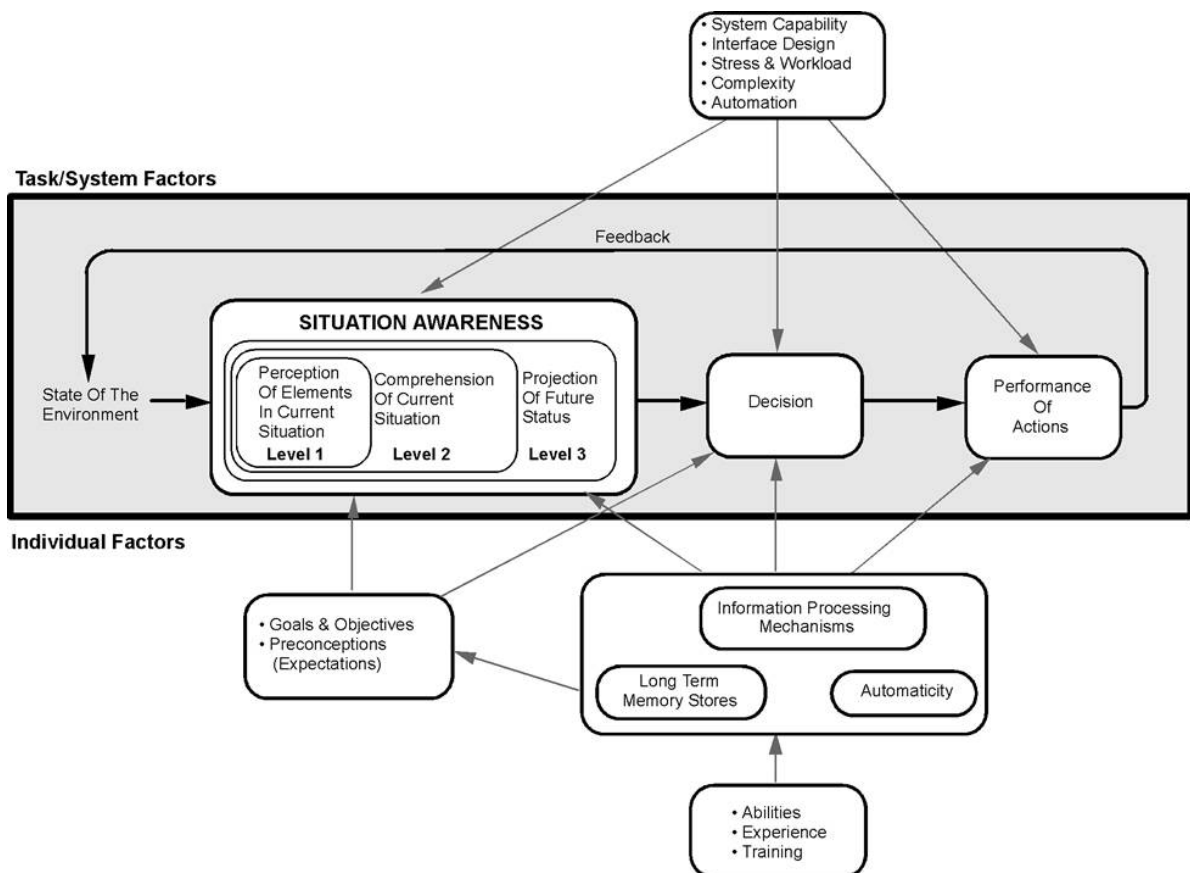 • System Capability
• Interface Design
• Stress & Workload
• Complexity
• Automation
Task/System Factors
Feedback
SITUATION AWARENESS
Perception
Of Elements
In Current
Situation
Level 1
Comprehension
Of Current
Situation
Level 2
Projection
Of Future
Status
Level 3
State Of The
Environment
Decision
Performance
Of
Actions
Individual Factors
• Goals & Objectives
• Preconceptions
(Expectations)
Information Processing
Mechanisms
Long Term
Memory Stores
Automaticity
• Abilities
• Experience
• Training